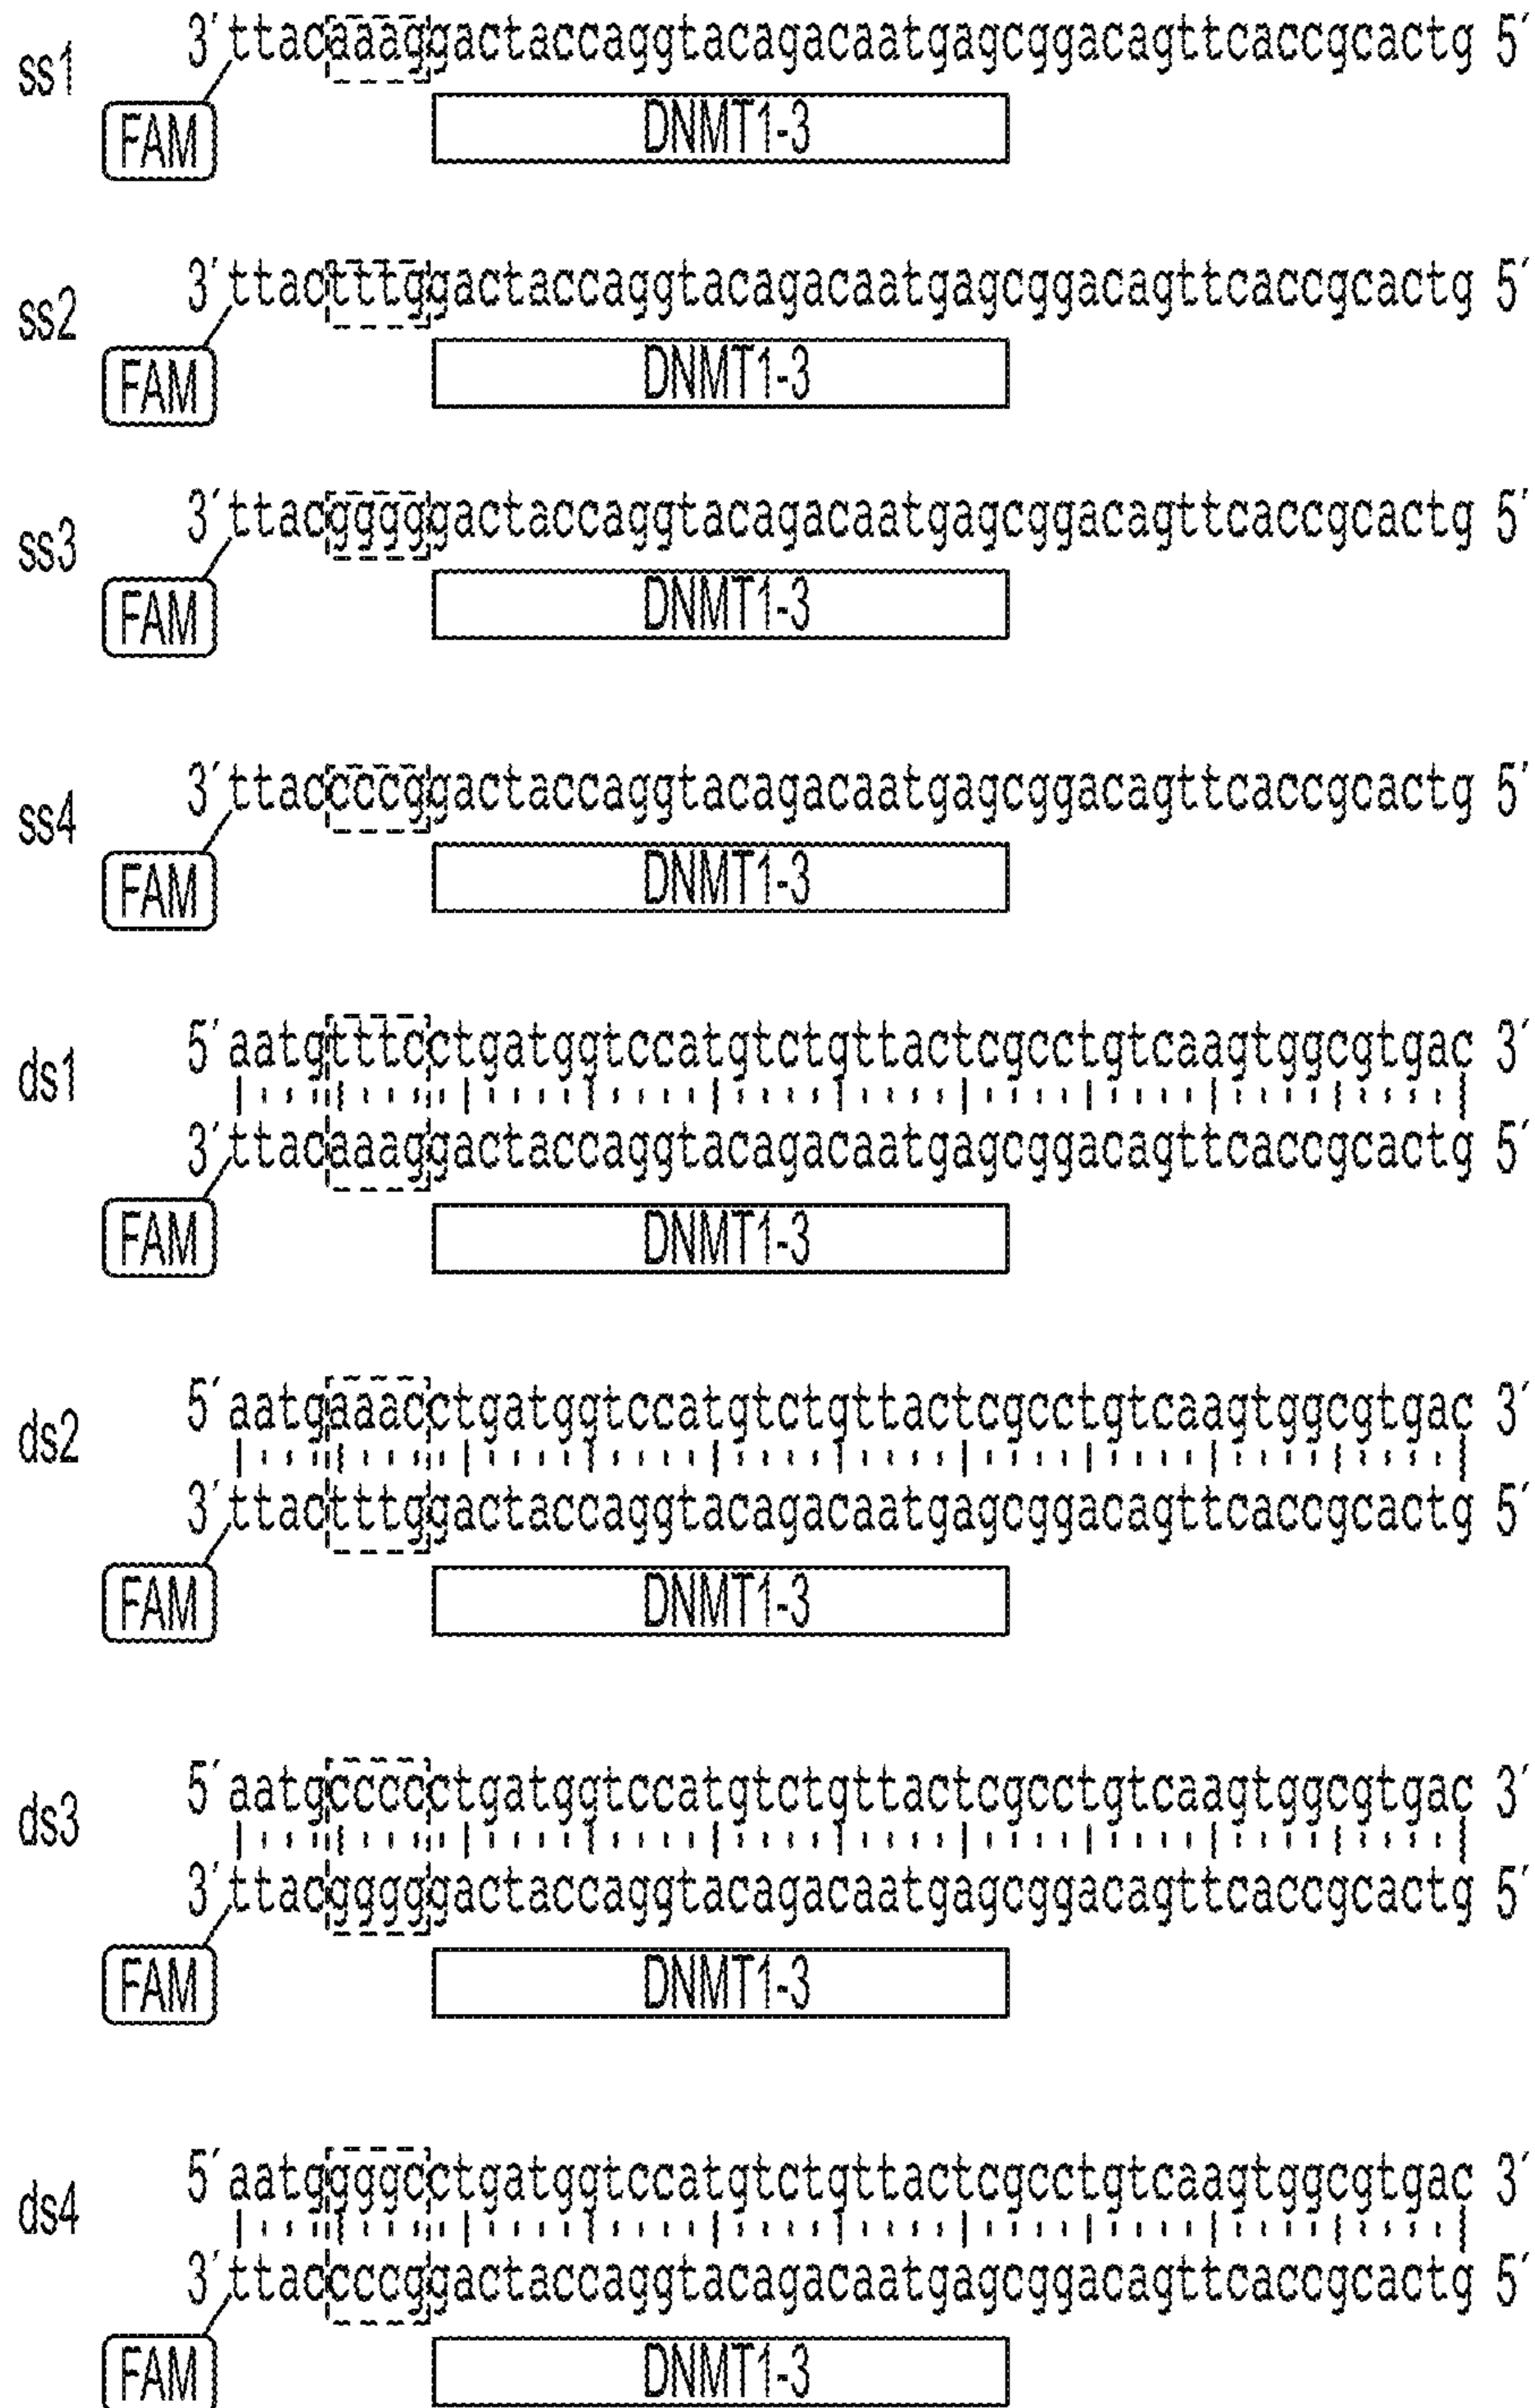 ss1
3´ttacaaaggactaccaggtacagacaatgagcggacagttcaccgcactg 5´
FAM
DNMT1-3
ss2
3´ttactttggactaccaggtacagacaatgagcggacagttcaccgcactg 5´
FAM
DNMT1-3
ss3
3´ttacgggggactaccaggtacagacaatgagcggacagttcaccgcactg 5´
FAM
DNMT1-3
ss4
3´ttaccccggactaccaggtacagacaatgagcggacagttcaccgcactg 5´
FAM
DNMT1-3
ds1
5´aatgtttcctgatggtccatgtctgttactcgcctgtcaagtggcgtgac 3´
3´ttacaaaggactaccaggtacagacaatgagcggacagttcaccgcactg 5´
FAM
DNMT1-3
ds2
5´aatgaaacctgatggtccatgtctgttactcgcctgtcaagtggcgtgac 3´
3´ttactttggactaccaggtacagacaatgagcggacagttcaccgcactg 5´
FAM
DNMT1-3
ds3
5´aatgccccctgatggtccatgtctgttactcgcctgtcaagtggcgtgac 3´
3´ttacgggggactaccaggtacagacaatgagcggacagttcaccgcactg 5´
FAM
DNMT1-3
ds4
5´aatggggcctgatggtccatgtctgttactcgcctgtcaagtggcgtgac 3´
3´ttaccccggactaccaggtacagacaatgagcggacagttcaccgcactg 5´
FAM
DNMT1-3